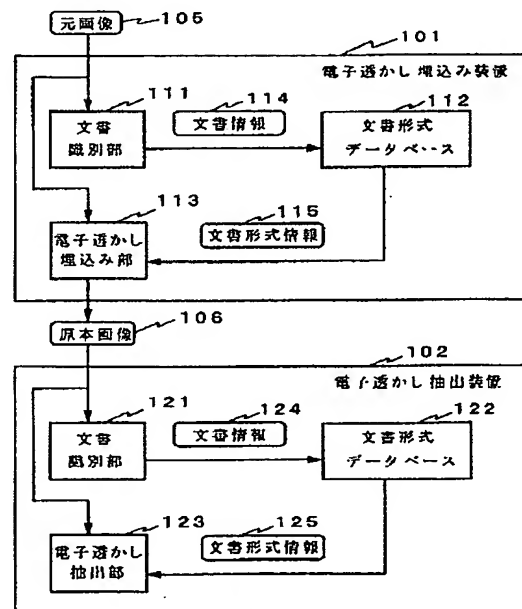 元画像 105
101
電子透かし 埋込み装置
111 114 112
文書
識別部
文書情報
文書形式
データベース
113 115
電子透かし
埋込み部
文書形式情報
106
原本画像
102
電子透かし 抽出装置
121 124 122
文書
識別部
文書情報
文書形式
データベース
123 125
電子透かし
抽出部
文書形式情報